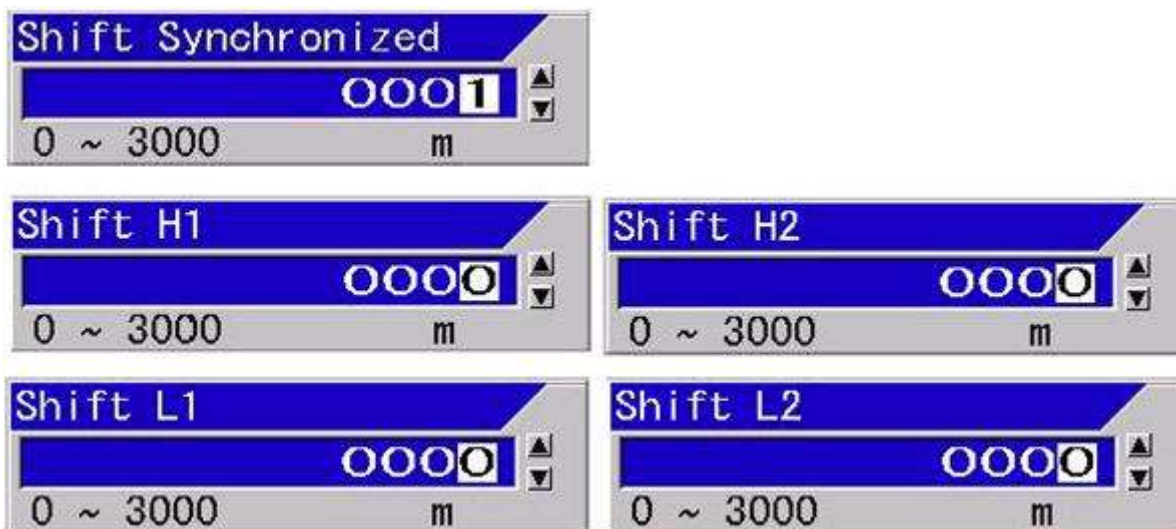 Shift Synchronized
0001
0 ~ 3000 m
Shift H1
0000
0 ~ 3000 m
Shift H2
0000
0 ~ 3000 m
Shift L1
0000
0 ~ 3000 m
Shift L2
0000
0 ~ 3000 m